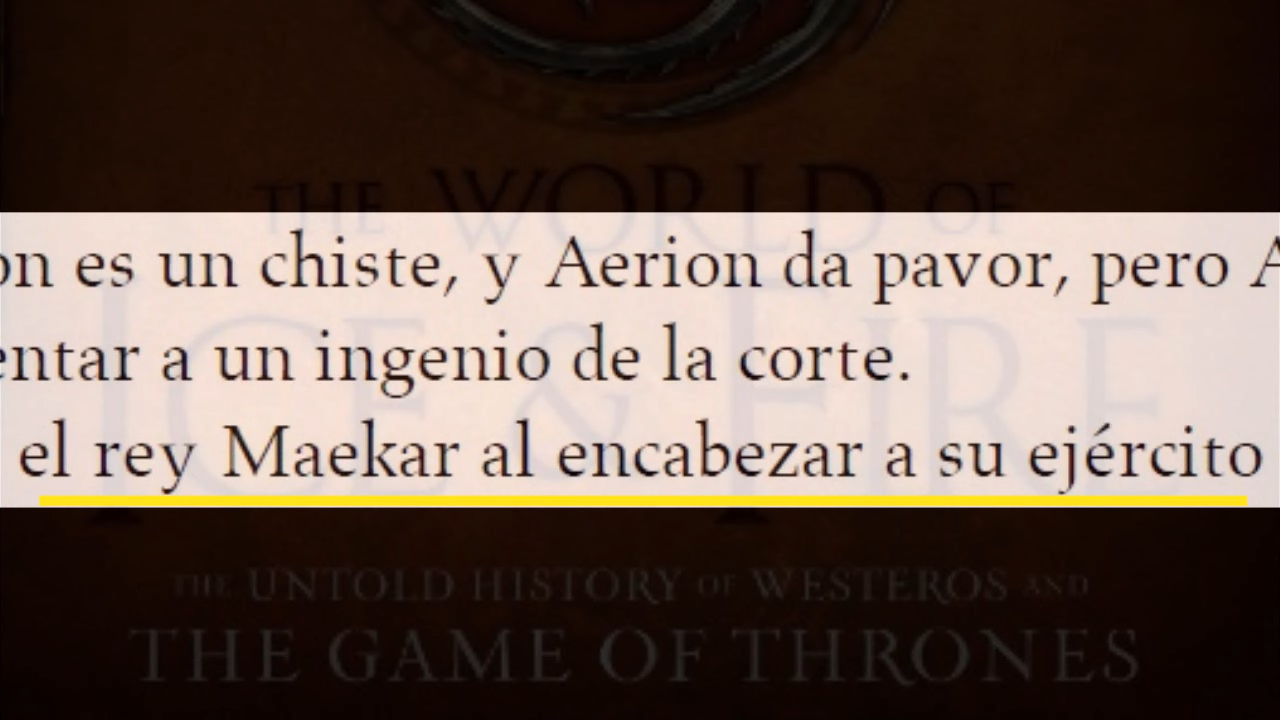 THE WORLD OF
on es un chiste, y Aerion da pavor, pero A
ICE & FIRE
entar a un ingenio de la corte.
el rey Maekar al encabezar a su ejército
THE UNTOLD HISTORY OF WESTEROS AND
THE GAME OF THRONES